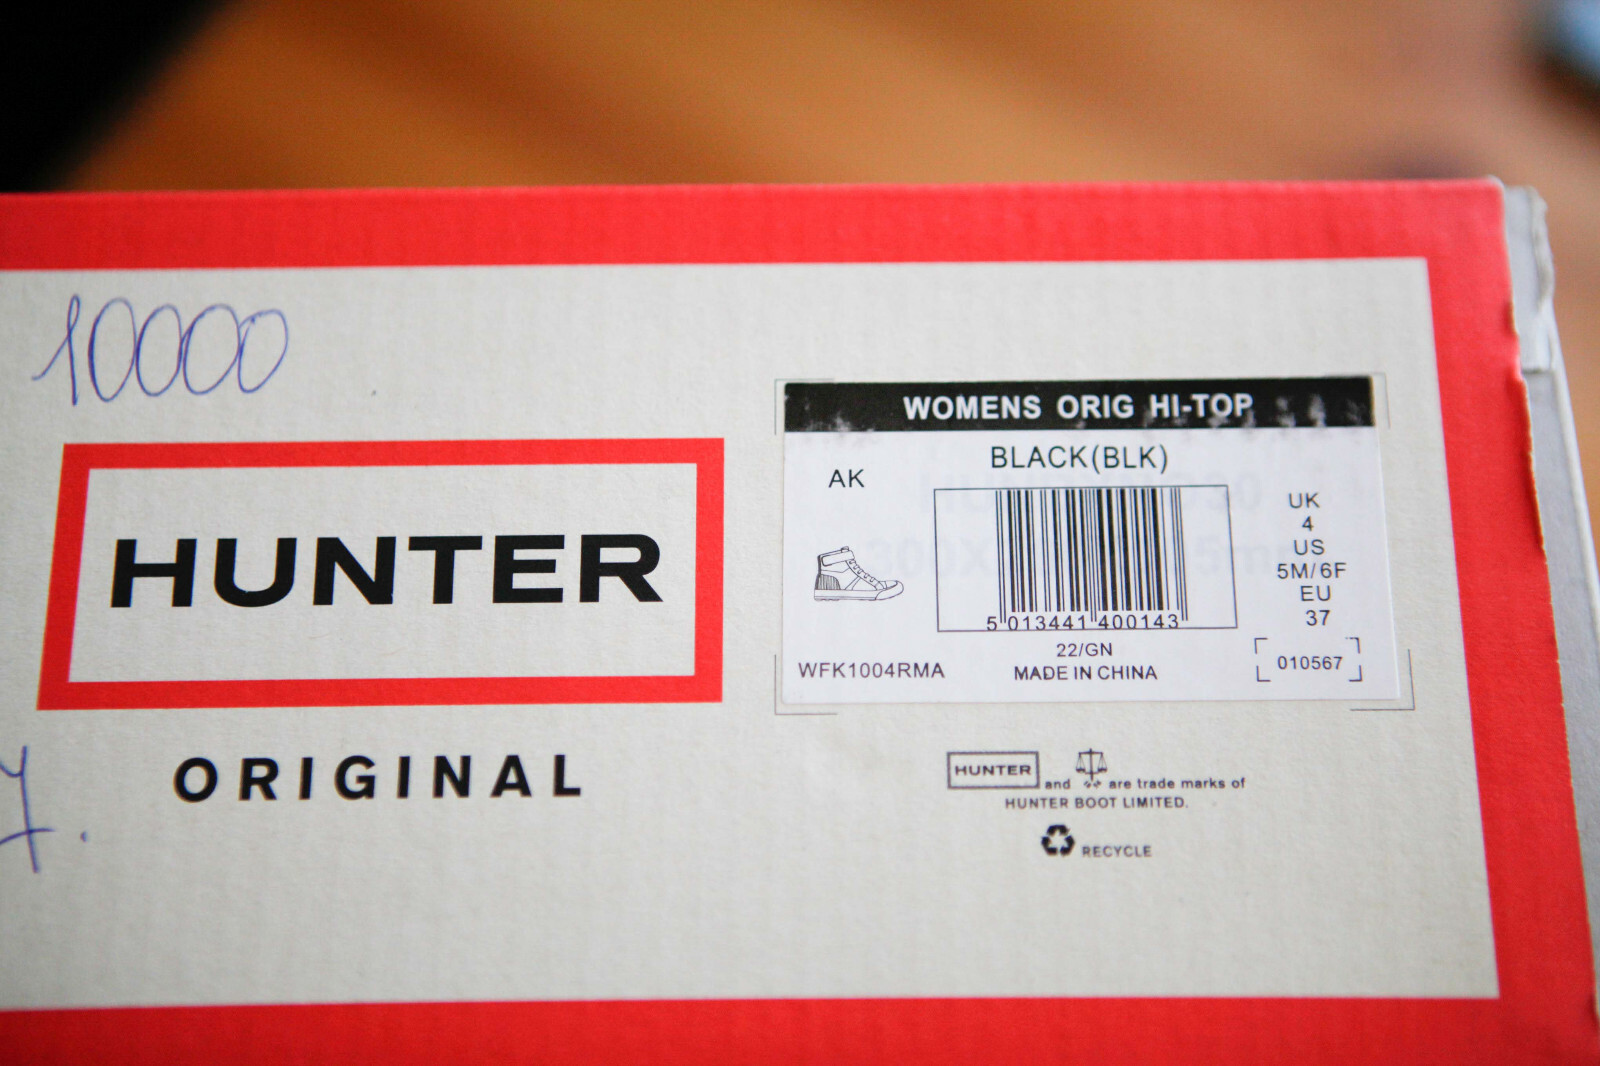 10000
HUNTER
ORIGINAL
WOMENS ORIG HI-TOP
BLACK(BLK)
AK
5 013441 400143
22/GN
MADE IN CHINA
WFK1004RMA
UK
4
US
5M/6F
EU
37
010567
HUNTER and are trade marks of
HUNTER BOOT LIMITED.
RECYCLE